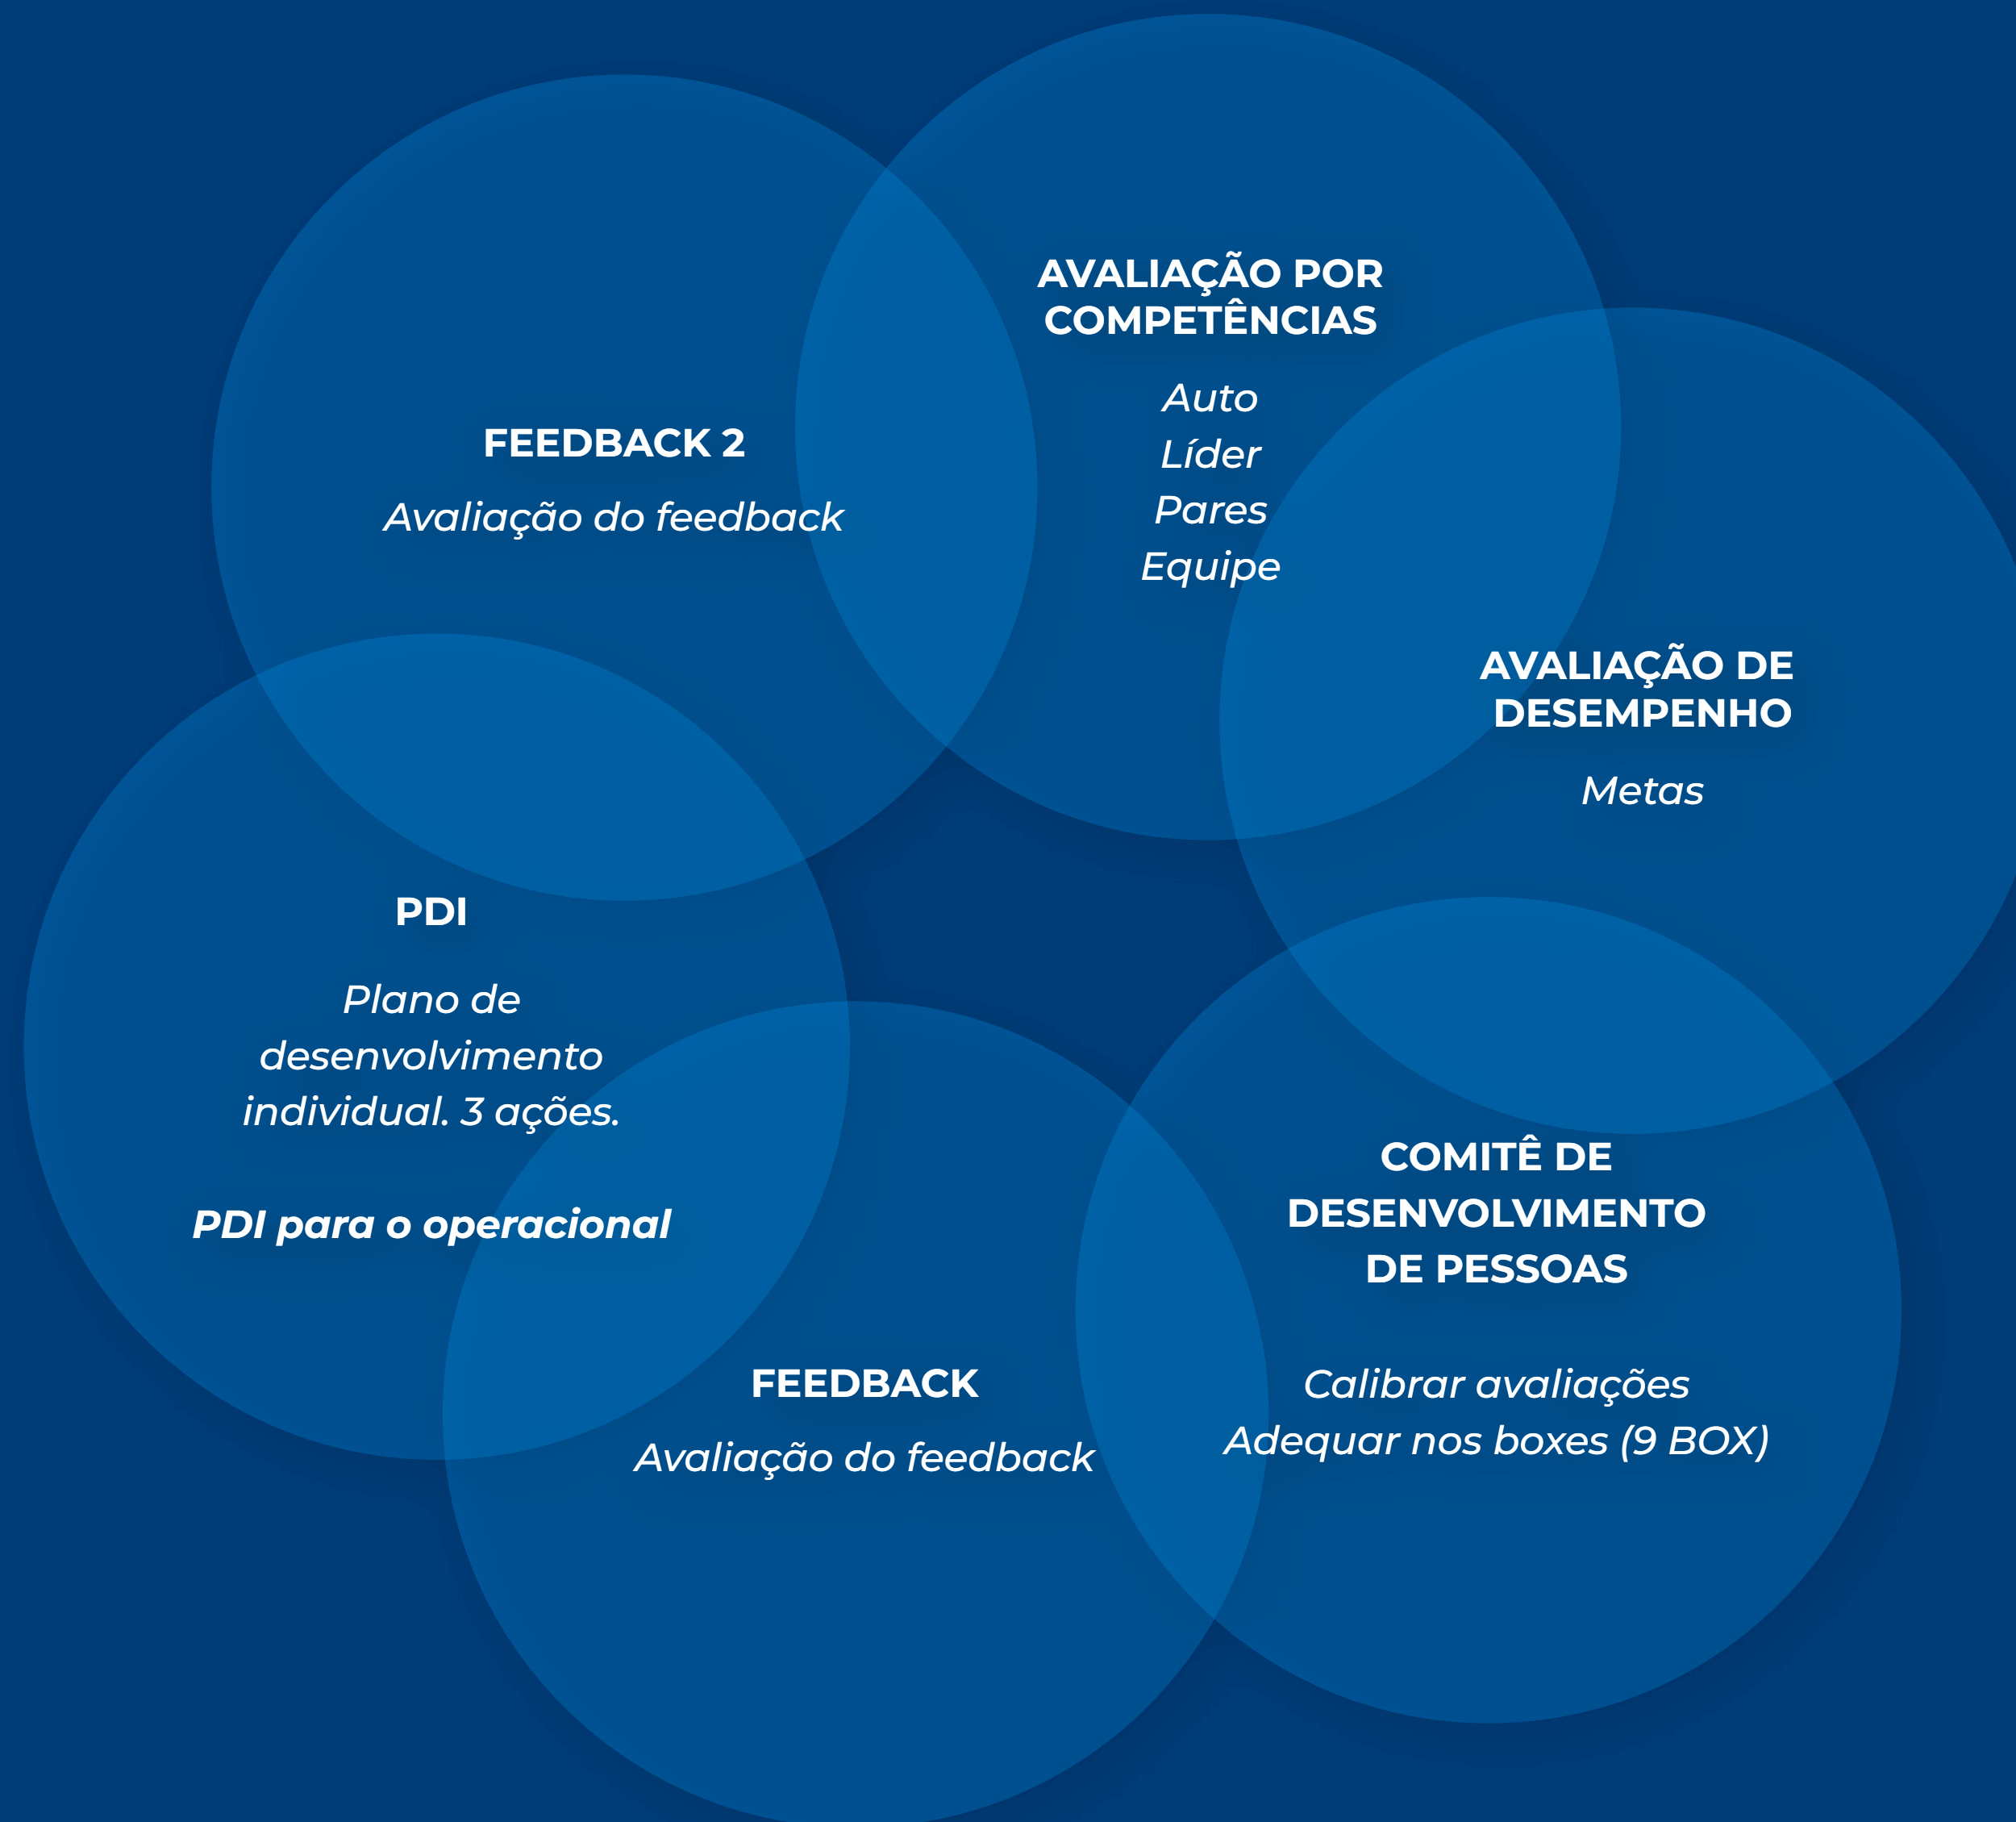 AVALIAÇÃO POR
COMPETÊNCIAS
Auto
Líder
Pares
Equipe
FEEDBACK 2
Avaliação do feedback
AVALIAÇÃO DE
DESEMPENHO
Metas
PDI
Plano de
desenvolvimento
individual. 3 ações.
PDI para o operacional
COMITÊ DE
DESENVOLVIMENTO
DE PESSOAS
Calibrar avaliações
Adequar nos boxes (9 BOX)
FEEDBACK
Avaliação do feedback